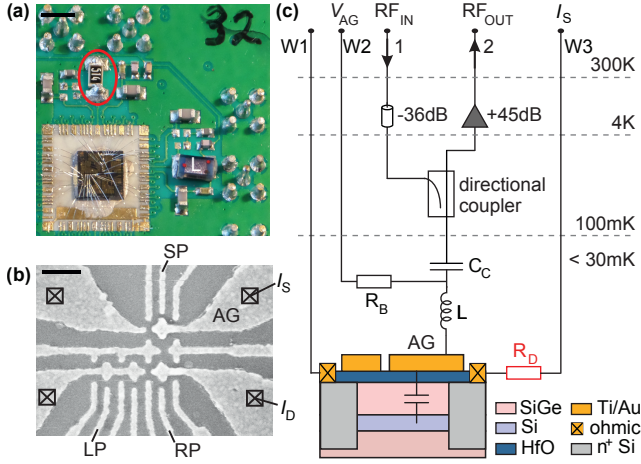 (a)
32
51G
L
(b)
SP
I_S
AG
I_D
LP
RP
(c)
V_AG
RF_IN
RF_OUT
I_S
W1
W2
1
2
W3
300K
-36dB
+45dB
4K
directional
coupler
100mK
< 30mK
C_C
R_B
L
AG
R_D
SiGe
Ti/Au
Si
ohmic
HfO
n⁺ Si